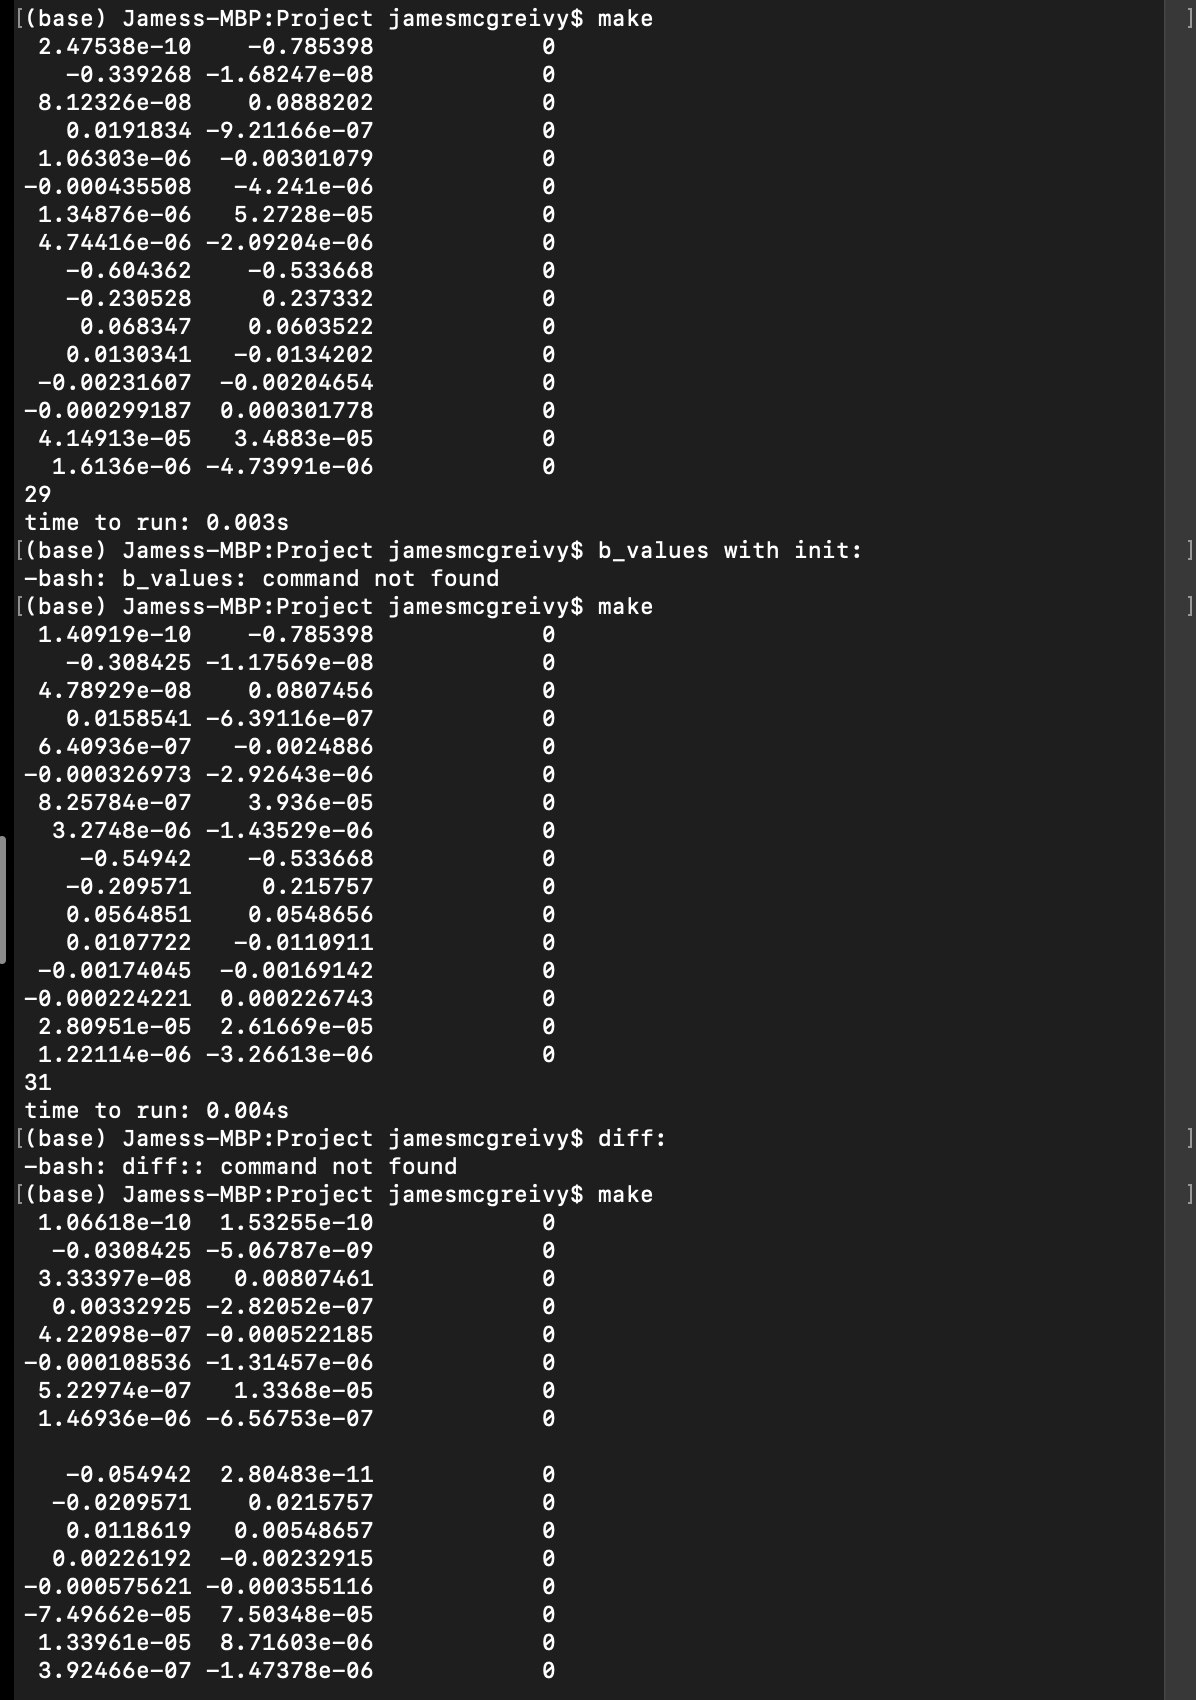 [(base) Jamess-MBP:Project jamesmcgreivy$ make ]
2.47538e-10 -0.785398 0
-0.339268 -1.68247e-08 0
8.12326e-08 0.0888202 0
0.0191834 -9.21166e-07 0
1.06303e-06 -0.00301079 0
-0.000435508 -4.241e-06 0
1.34876e-06 5.2728e-05 0
4.74416e-06 -2.09204e-06 0
-0.604362 -0.533668 0
-0.230528 0.237332 0
0.068347 0.0603522 0
0.0130341 -0.0134202 0
-0.00231607 -0.00204654 0
-0.000299187 0.000301778 0
4.14913e-05 3.4883e-05 0
1.6136e-06 -4.73991e-06 0
29
time to run: 0.003s
[(base) Jamess-MBP:Project jamesmcgreivy$ b_values with init: ]
-bash: b_values: command not found
[(base) Jamess-MBP:Project jamesmcgreivy$ make ]
1.40919e-10 -0.785398 0
-0.308425 -1.17569e-08 0
4.78929e-08 0.0807456 0
0.0158541 -6.39116e-07 0
6.40936e-07 -0.0024886 0
-0.000326973 -2.92643e-06 0
8.25784e-07 3.936e-05 0
3.2748e-06 -1.43529e-06 0
-0.54942 -0.533668 0
-0.209571 0.215757 0
0.0564851 0.0548656 0
0.0107722 -0.0110911 0
-0.00174045 -0.00169142 0
-0.000224221 0.000226743 0
2.80951e-05 2.61669e-05 0
1.22114e-06 -3.26613e-06 0
31
time to run: 0.004s
[(base) Jamess-MBP:Project jamesmcgreivy$ diff: ]
-bash: diff:: command not found
[(base) Jamess-MBP:Project jamesmcgreivy$ make ]
1.06618e-10 1.53255e-10 0
-0.0308425 -5.06787e-09 0
3.33397e-08 0.00807461 0
0.00332925 -2.82052e-07 0
4.22098e-07 -0.000522185 0
-0.000108536 -1.31457e-06 0
5.22974e-07 1.3368e-05 0
1.46936e-06 -6.56753e-07 0
-0.054942 2.80483e-11 0
-0.0209571 0.0215757 0
0.0118619 0.00548657 0
0.00226192 -0.00232915 0
-0.000575621 -0.000355116 0
-7.49662e-05 7.50348e-05 0
1.33961e-05 8.71603e-06 0
3.92466e-07 -1.47378e-06 0